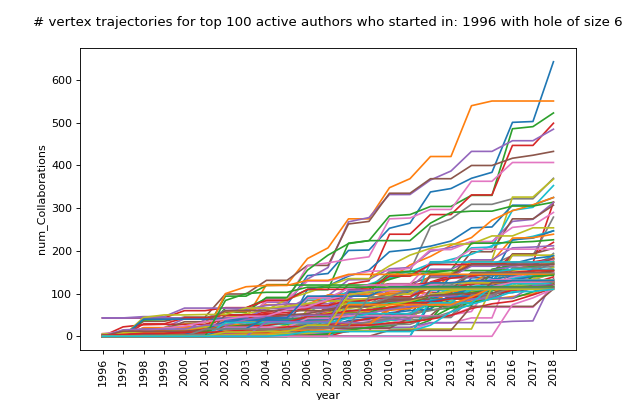 # vertex trajectories for top 100 active authors who started in: 1996 with hole of size 6
num_Collaborations
600
500
400
300
200
100
0
1996 1997 1998 1999 2000 2001 2002 2003 2004 2005 2006 2007 2008 2009 2010 2011 2012 2013 2014 2015 2016 2017 2018
year